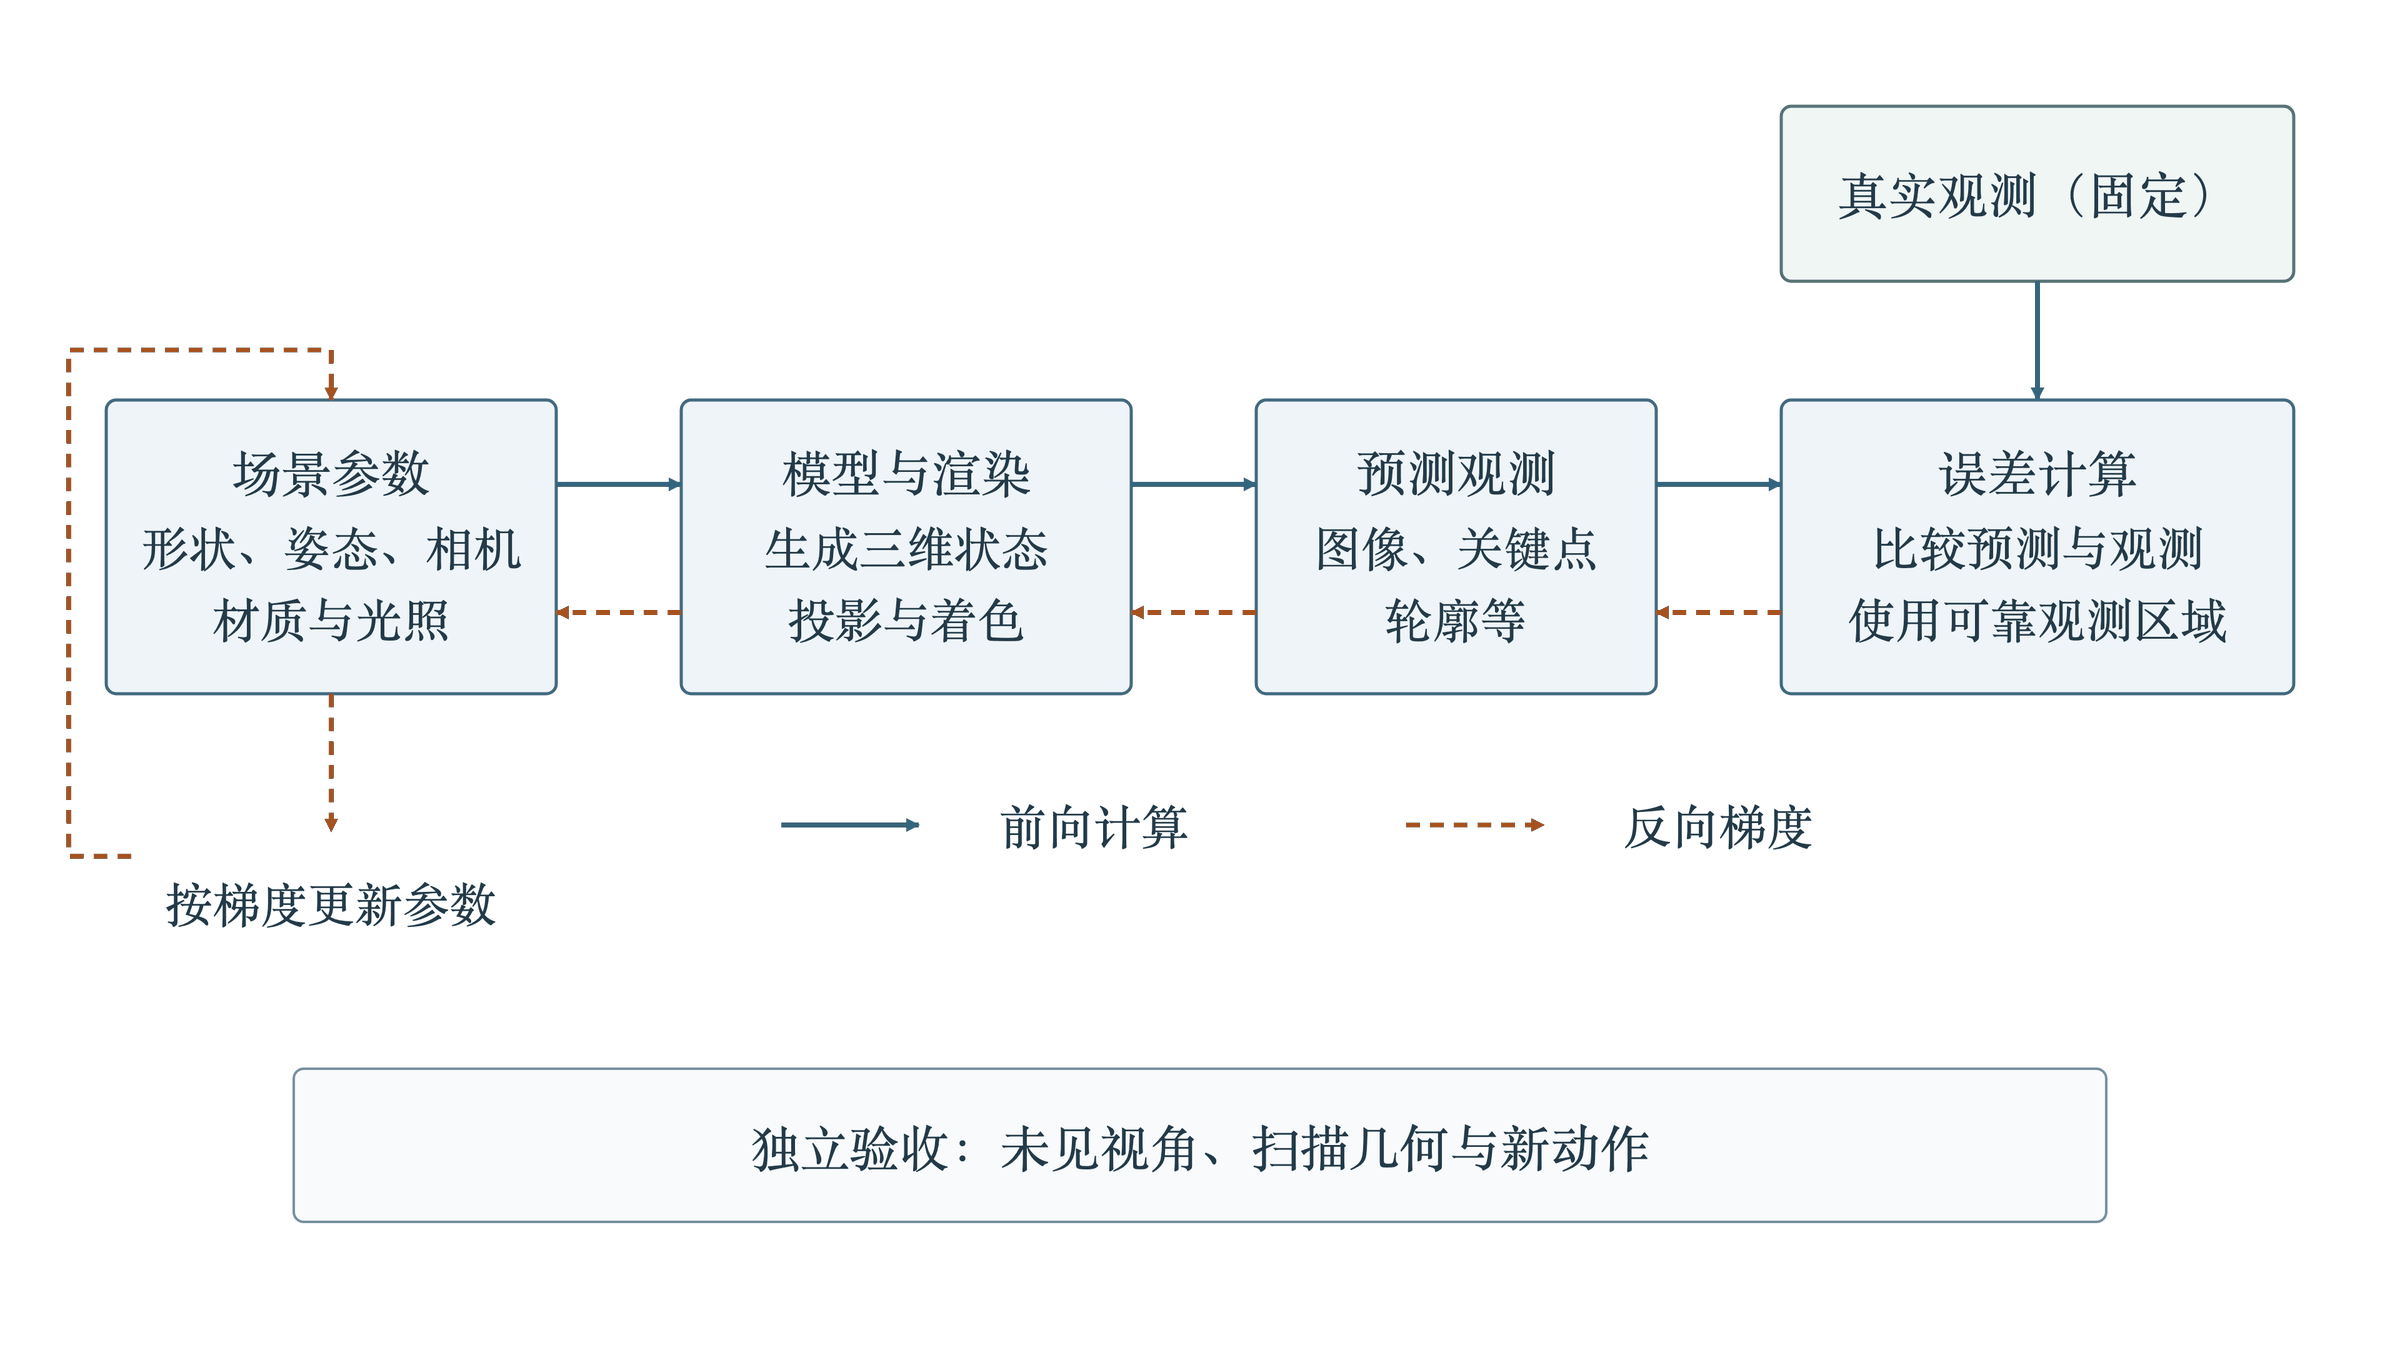 真实观测（固定）
场景参数
形状、姿态、相机
材质与光照
模型与渲染
生成三维状态
投影与着色
预测观测
图像、关键点
轮廓等
误差计算
比较预测与观测
使用可靠观测区域
前向计算
反向梯度
按梯度更新参数
独立验收：未见视角、扫描几何与新动作